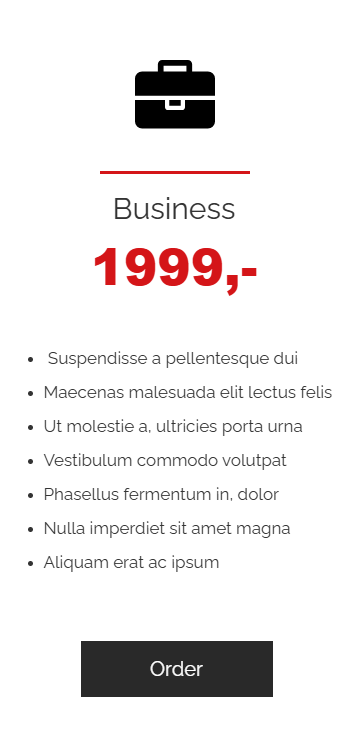 Business
1999,-
• Suspendisse a pellentesque dui
• Maecenas malesuada elit lectus felis
• Ut molestie a, ultricies porta urna
• Vestibulum commodo volutpat
• Phasellus fermentum in, dolor
• Nulla imperdiet sit amet magna
• Aliquam erat ac ipsum
Order